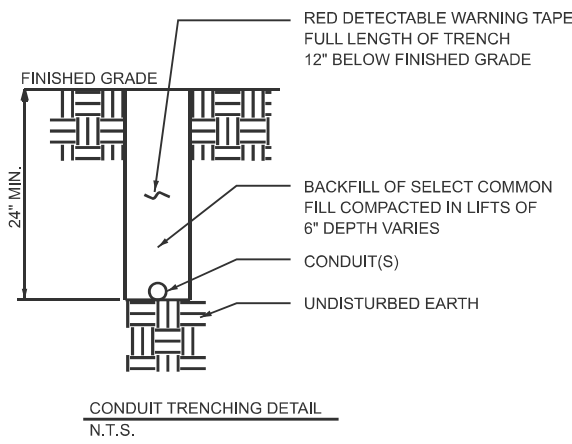 RED DETECTABLE WARNING TAPE
FULL LENGTH OF TRENCH
12" BELOW FINISHED GRADE
FINISHED GRADE
24" MIN.
BACKFILL OF SELECT COMMON
FILL COMPACTED IN LIFTS OF
6" DEPTH VARIES
CONDUIT(S)
UNDISTURBED EARTH
CONDUIT TRENCHING DETAIL
N.T.S.